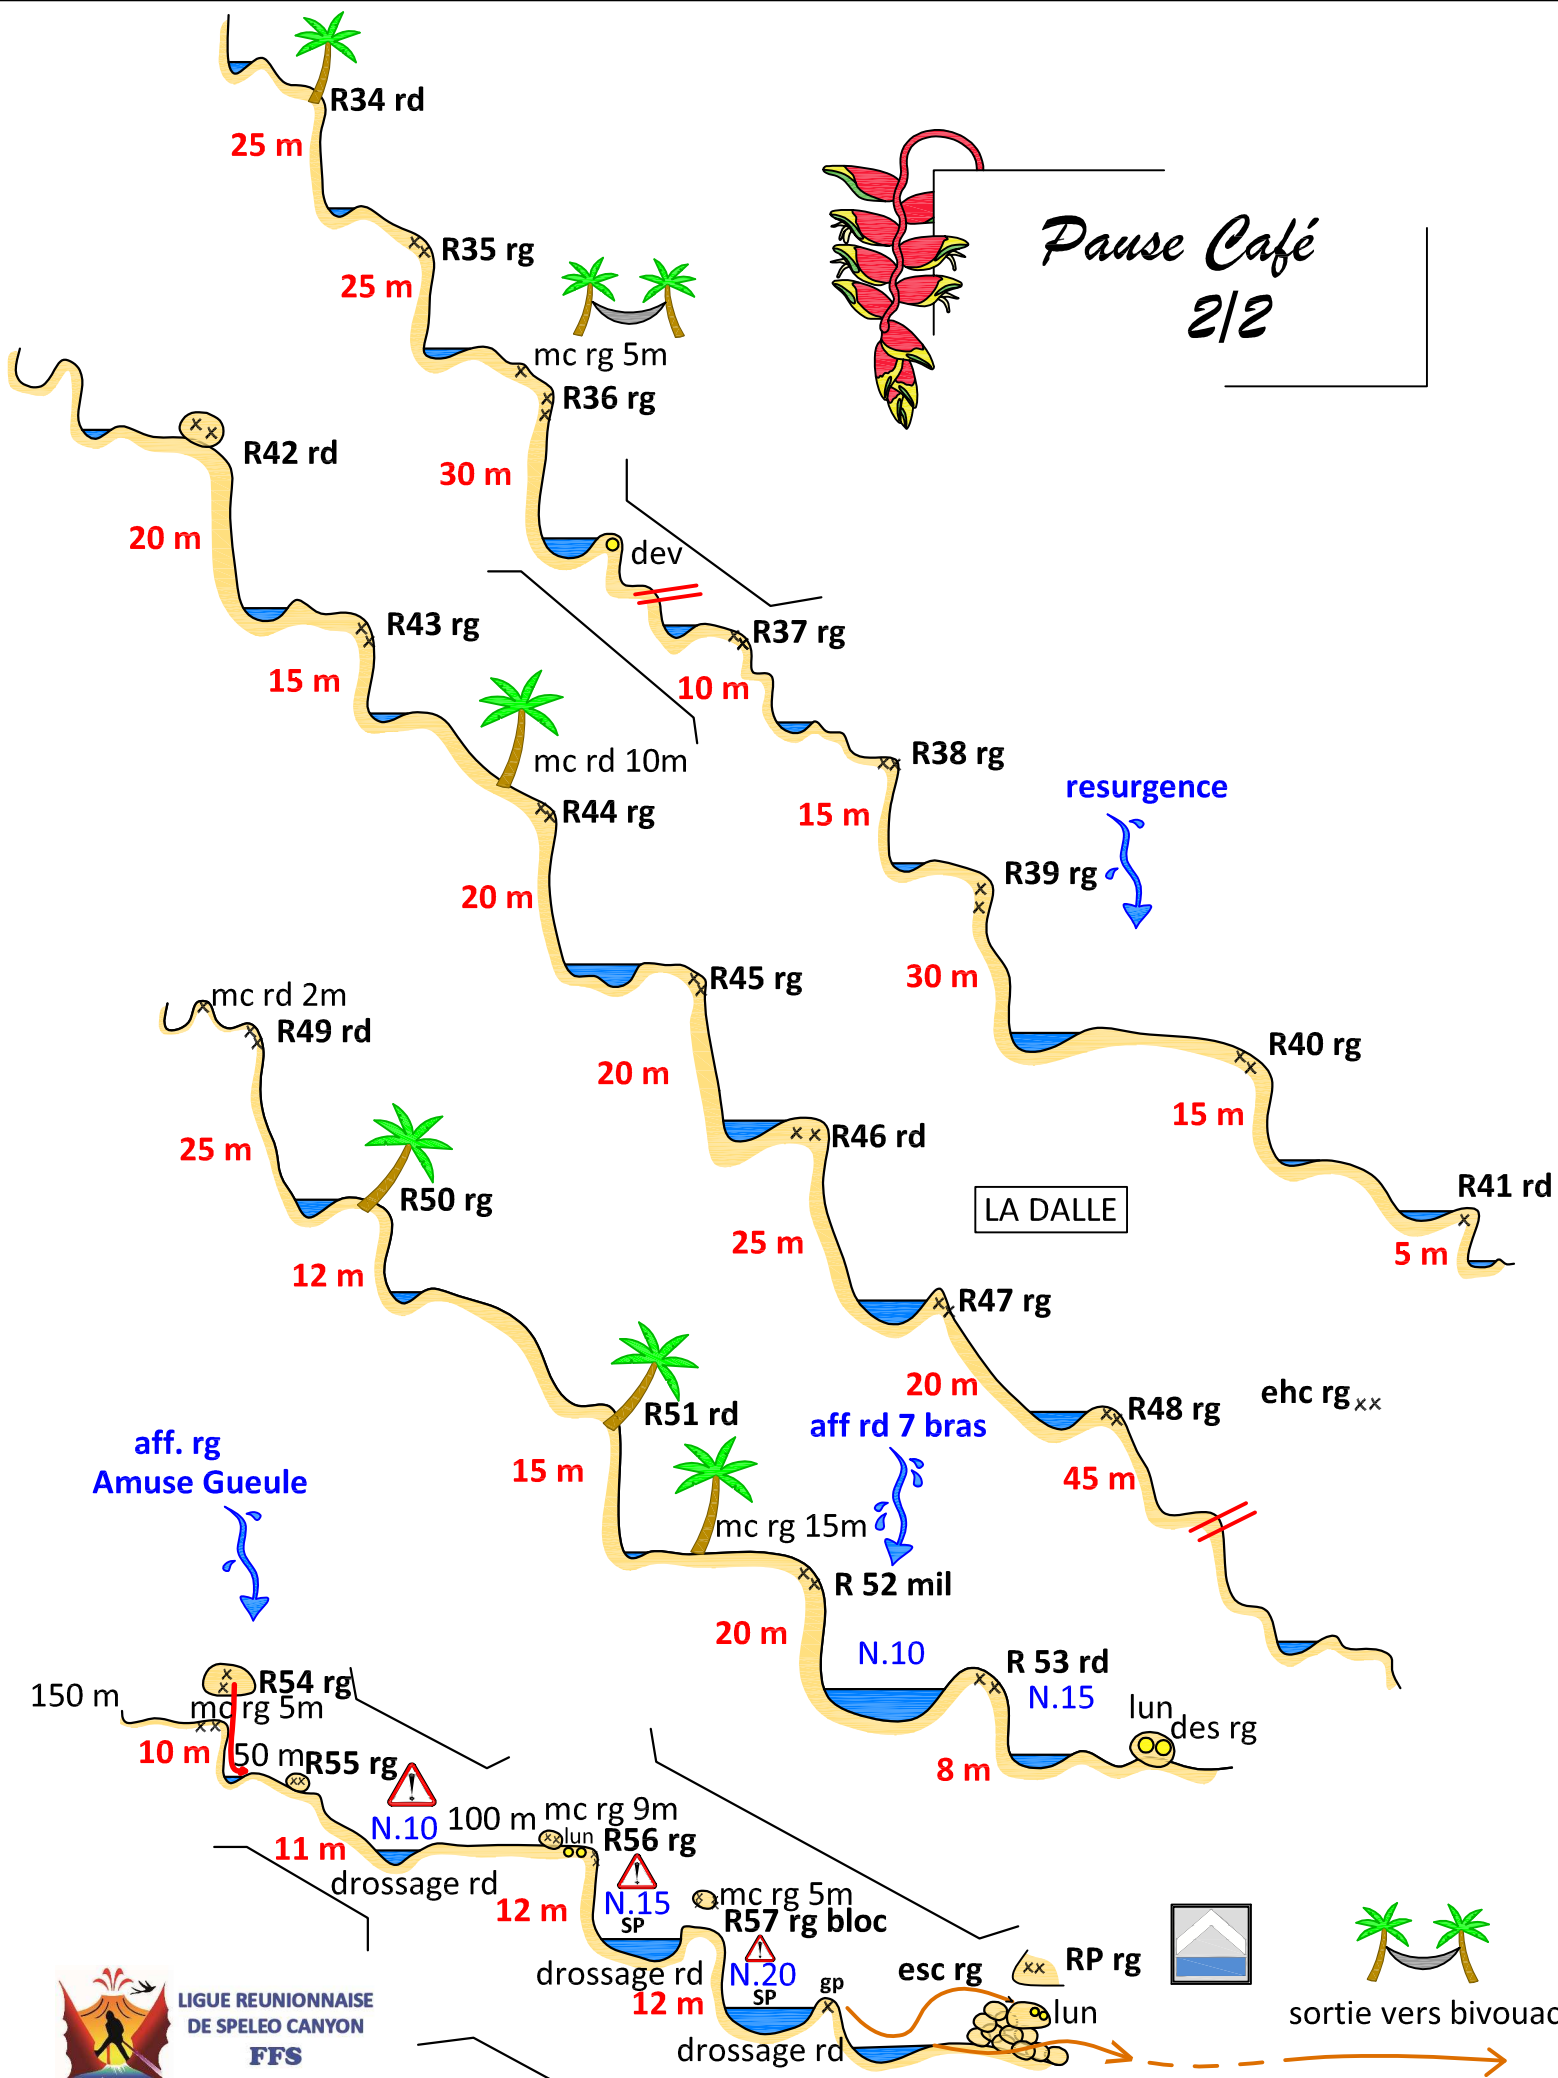 Pause Café
2/2
R34 rd
25 m
R35 rg
25 m
mc rg 5m
R36 rg
30 m
dev
R37 rg
10 m
R38 rg
15 m
resurgence
R39 rg
30 m
R40 rg
15 m
R41 rd
5 m
R42 rd
20 m
R43 rg
15 m
mc rd 10m
R44 rg
20 m
R45 rg
20 m
R46 rd
25 m
LA DALLE
R47 rg
20 m
R48 rg
ehc rg
45 m
mc rd 2m
R49 rd
25 m
R50 rg
12 m
R51 rd
15 m
aff rd 7 bras
mc rg 15m
R 52 mil
20 m
N.10
R 53 rd
N.15
8 m
lun
des rg
aff. rg
Amuse Gueule
150 m
R54 rg
mc rg 5m
10 m
50 m
R55 rg
N.10
11 m
drossage rd
100 m
mc rg 9m
lun
R56 rg
N.15
SP
12 m
drossage rd
mc rg 5m
R57 rg bloc
N.20
SP
12 m
drossage rd
gp
esc rg
RP rg
lun
sortie vers bivouac
LIGUE REUNIONNAISE
DE SPELEO CANYON
FFS